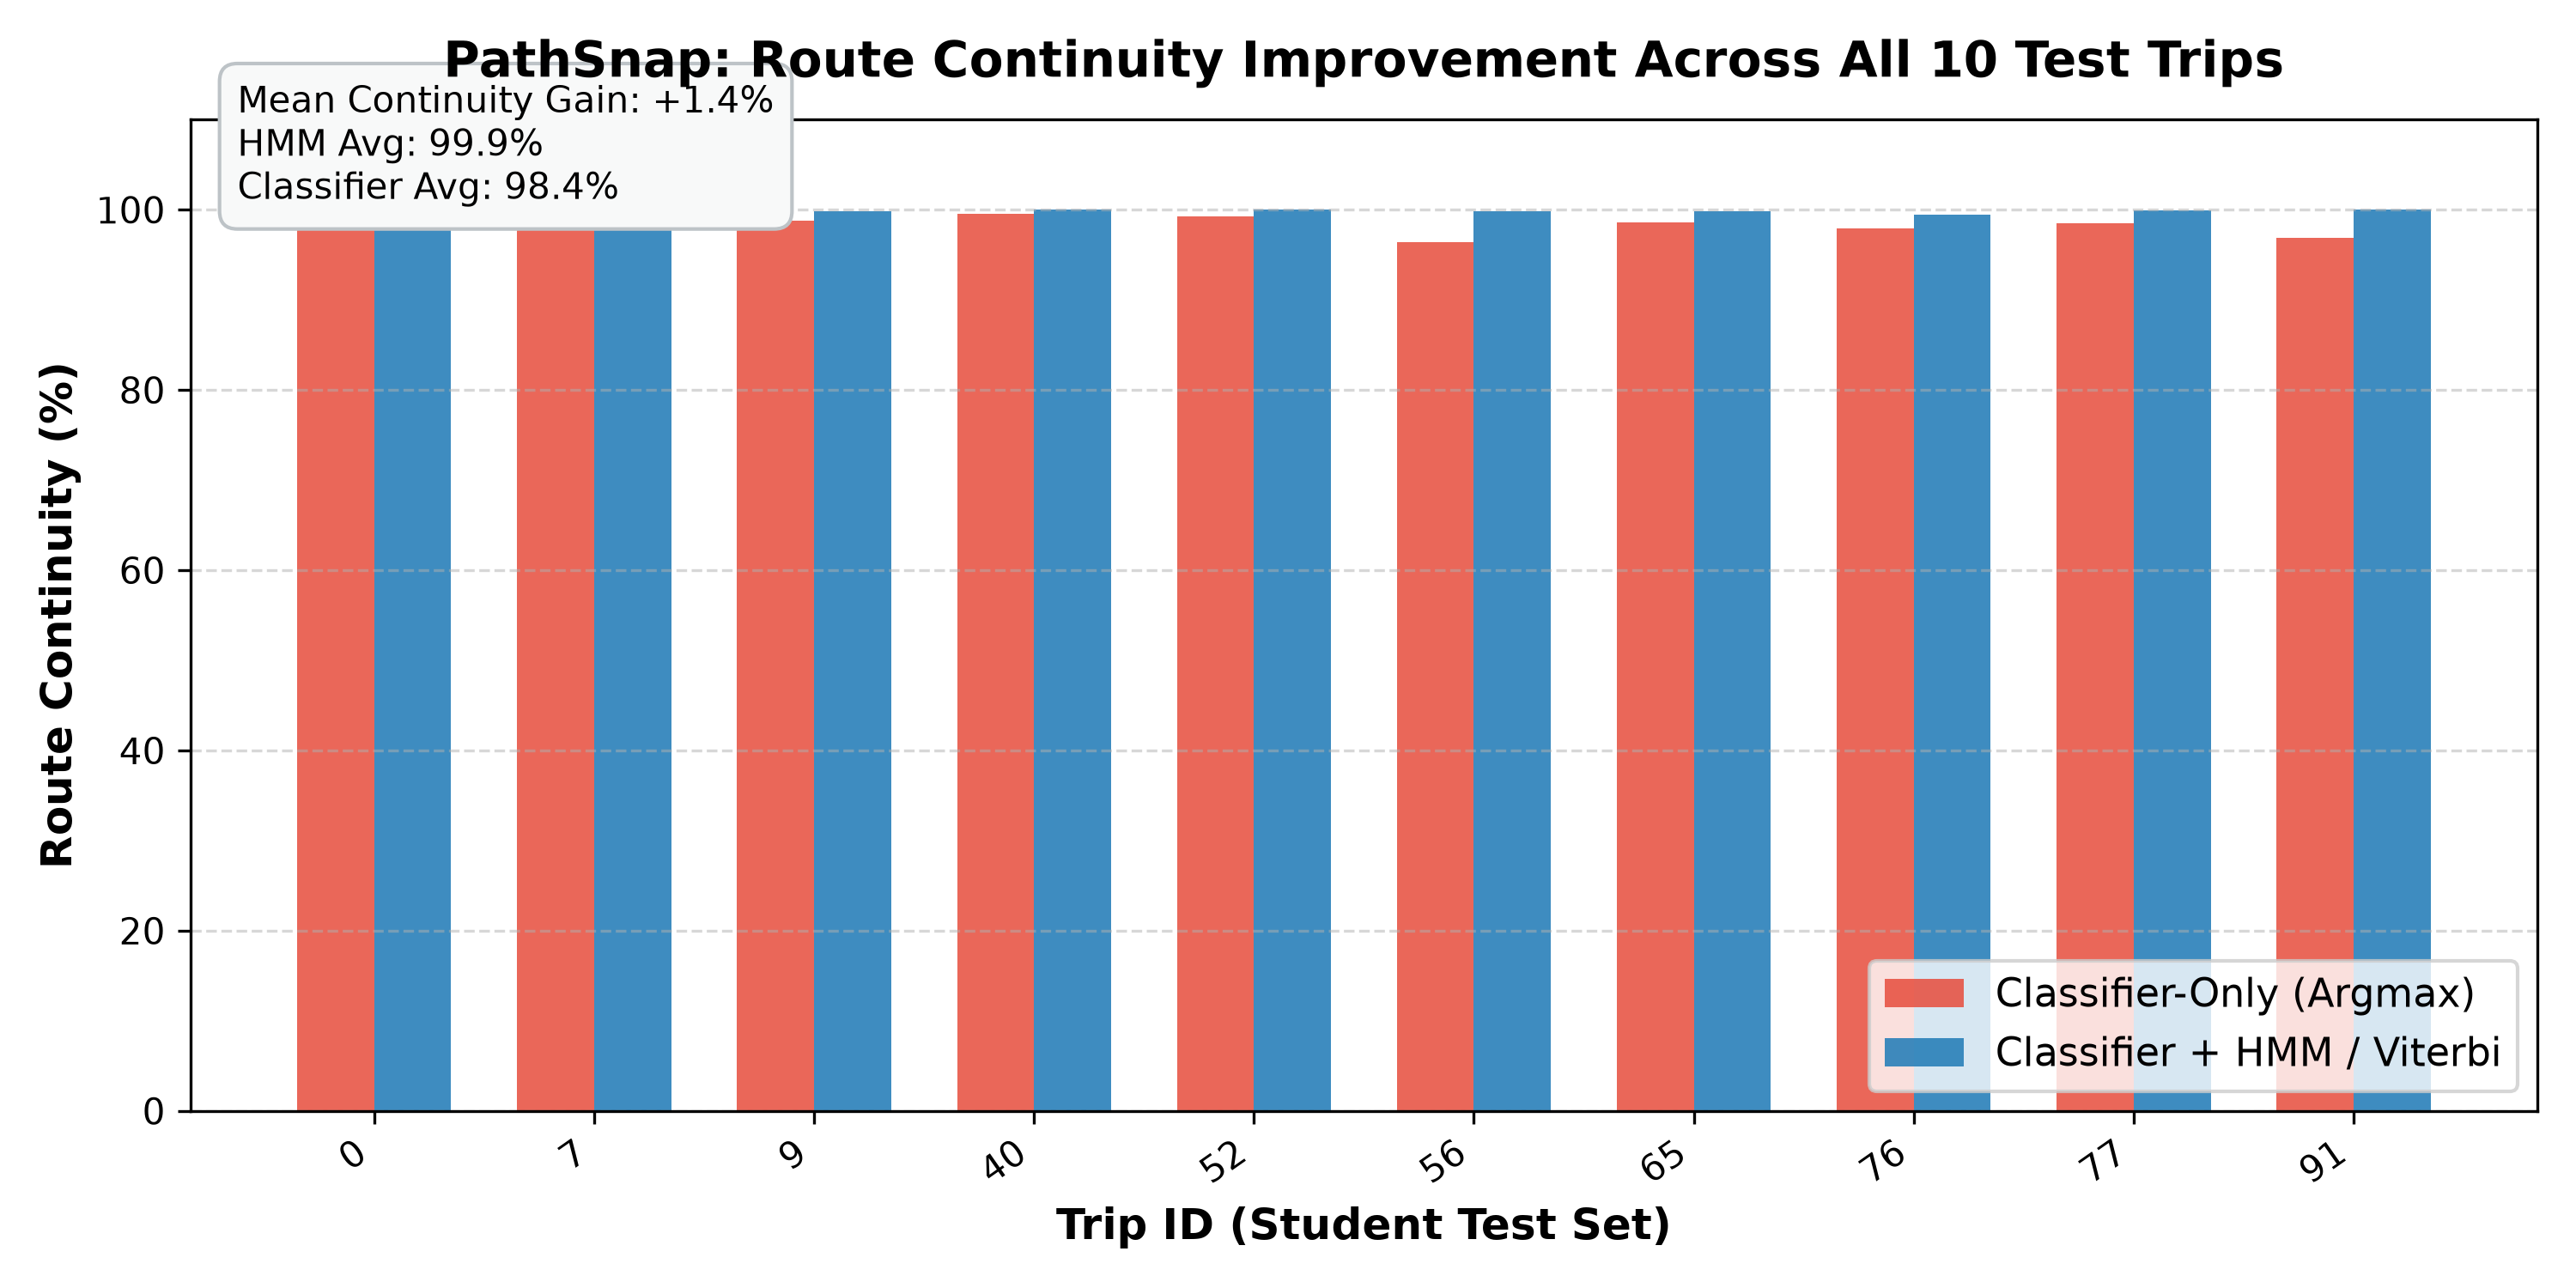 PathSnap: Route Continuity Improvement Across All 10 Test Trips
Mean Continuity Gain: +1.4%
HMM Avg: 99.9%
Classifier Avg: 98.4%
Route Continuity (%)
100
80
60
40
20
0
Classifier-Only (Argmax)
Classifier + HMM / Viterbi
0 7 9 40 52 56 65 76 77 91
Trip ID (Student Test Set)